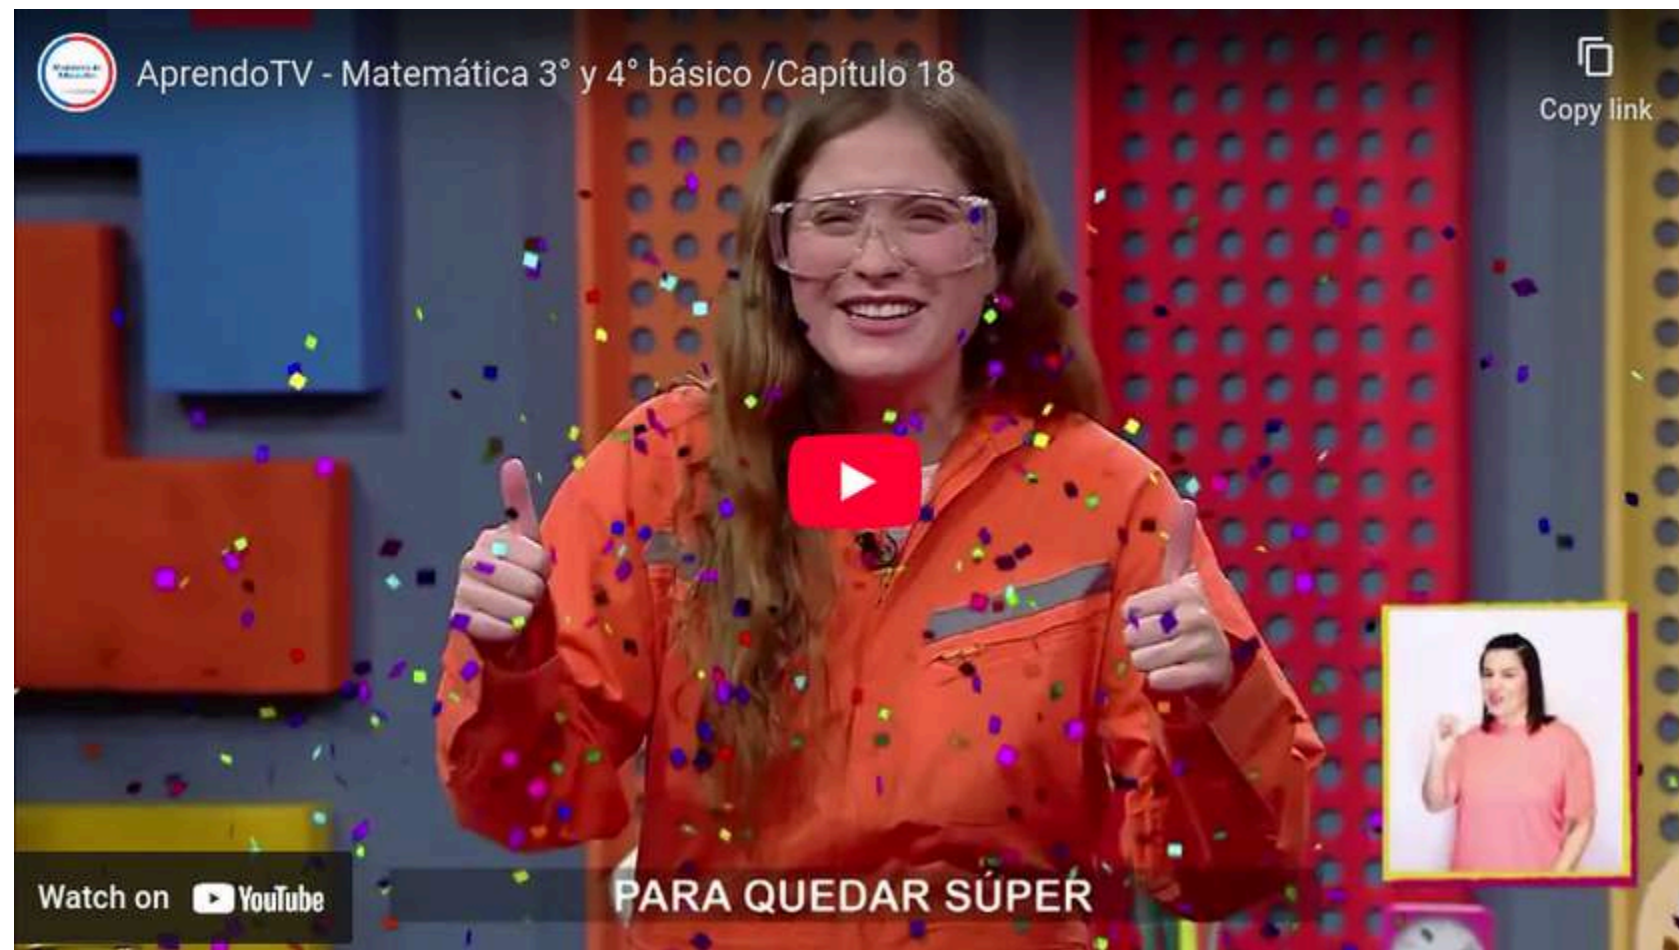 AprendoTV - Matemática 3° y 4° básico /Capítulo 18
Copy link
Watch on YouTube
PARA QUEDAR SÚPER